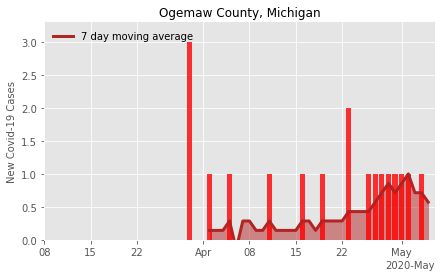 Ogemaw County, Michigan
7 day moving average
New Covid-19 Cases
3.0
2.5
2.0
1.5
1.0
0.5
0.0
08 15 22 Apr 08 15 22 May
2020-May